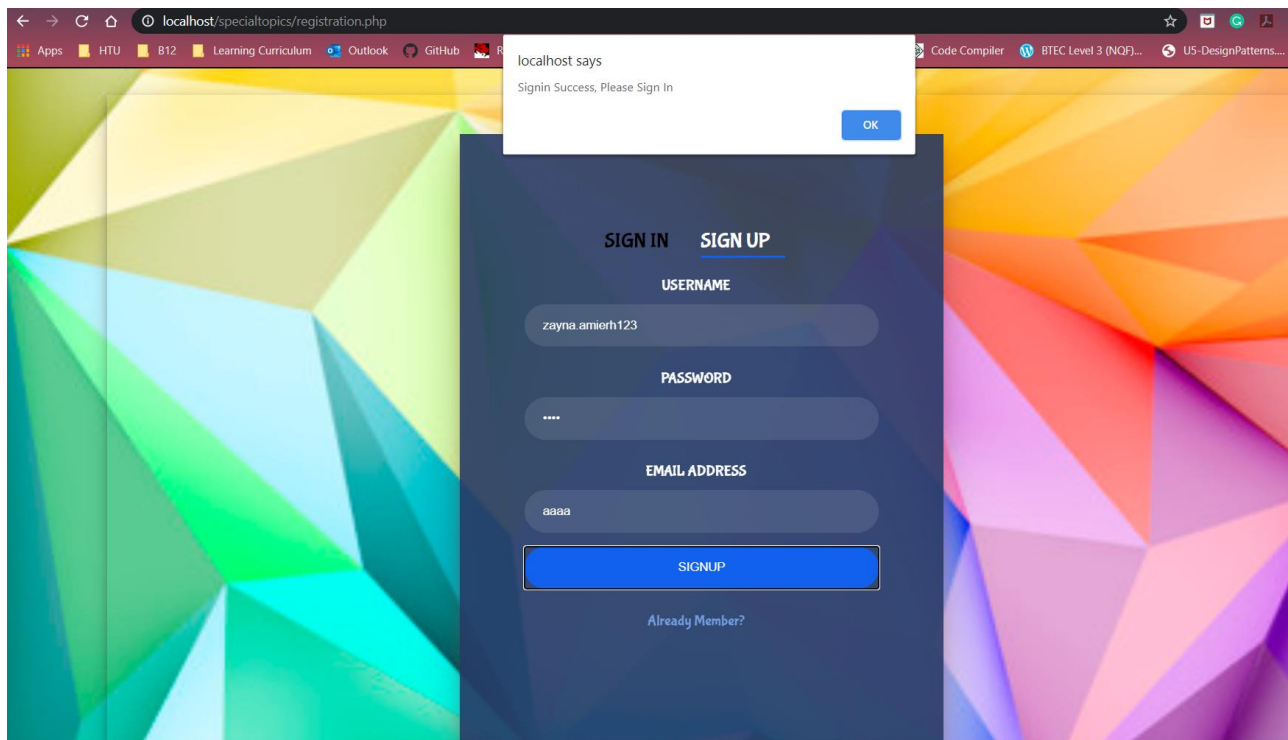 localhost/specialtopics/registration.php
Apps HTU B12 Learning Curriculum Outlook GitHub R Code Compiler BTEC Level 3 (NQF)... U5-DesignPatterns....
localhost says
Signin Success, Please Sign In
OK
SIGN IN SIGN UP
USERNAME
zayna.amierh123
PASSWORD
••••
EMAIL ADDRESS
aaaa
SIGNUP
Already Member?